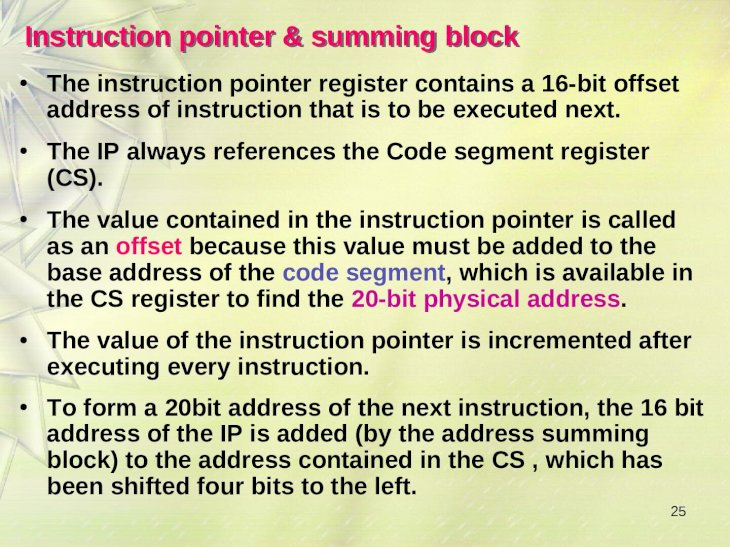 Instruction pointer & summing block
• The instruction pointer register contains a 16-bit offset
address of instruction that is to be executed next.
• The IP always references the Code segment register
(CS).
• The value contained in the instruction pointer is called
as an offset because this value must be added to the
base address of the code segment, which is available in
the CS register to find the 20-bit physical address.
• The value of the instruction pointer is incremented after
executing every instruction.
• To form a 20bit address of the next instruction, the 16 bit
address of the IP is added (by the address summing
block) to the address contained in the CS , which has
been shifted four bits to the left.
25